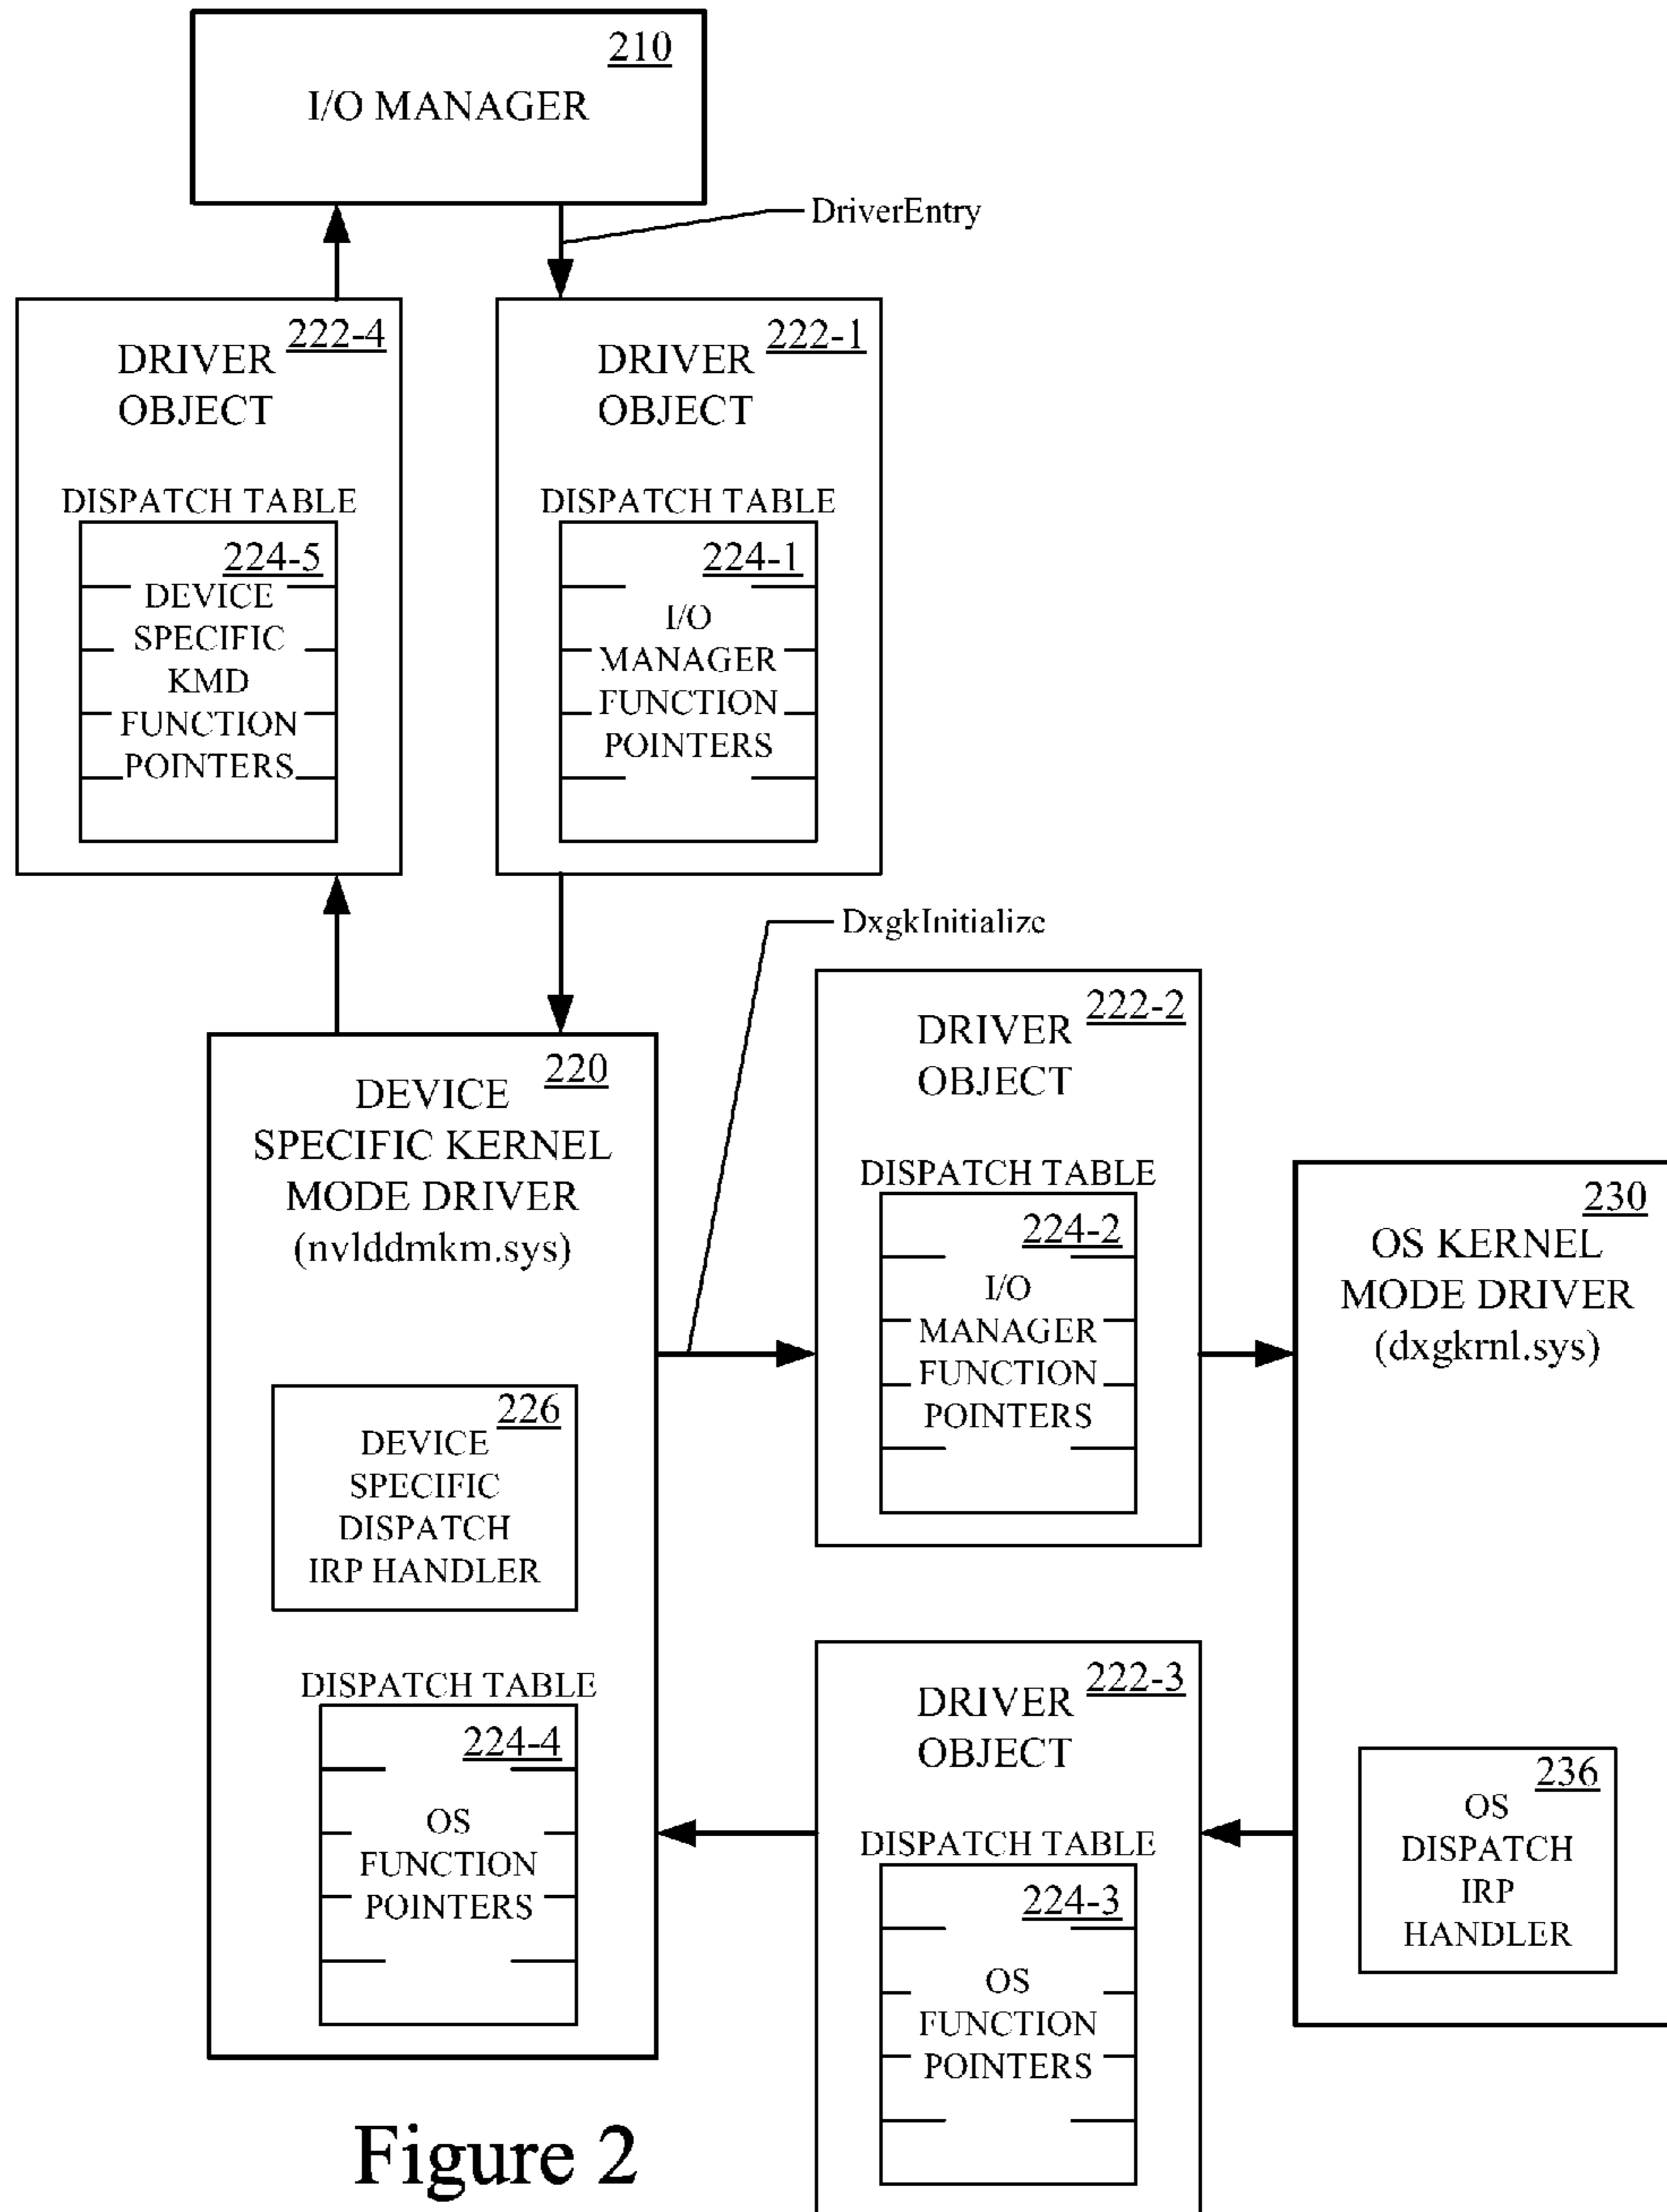 210
I/O MANAGER
DriverEntry
222-4
DRIVER
OBJECT
DISPATCH TABLE
224-5
DEVICE
SPECIFIC
KMD
FUNCTION
POINTERS
222-1
DRIVER
OBJECT
DISPATCH TABLE
224-1
I/O
MANAGER
FUNCTION
POINTERS
DxgkInitialize
220
DEVICE
SPECIFIC KERNEL
MODE DRIVER
(nvlddmkm.sys)
226
DEVICE
SPECIFIC
DISPATCH
IRP HANDLER
DISPATCH TABLE
224-4
OS
FUNCTION
POINTERS
222-2
DRIVER
OBJECT
DISPATCH TABLE
224-2
I/O
MANAGER
FUNCTION
POINTERS
230
OS KERNEL
MODE DRIVER
(dxgkrnl.sys)
236
OS
DISPATCH
IRP
HANDLER
222-3
DRIVER
OBJECT
DISPATCH TABLE
224-3
OS
FUNCTION
POINTERS
Figure 2